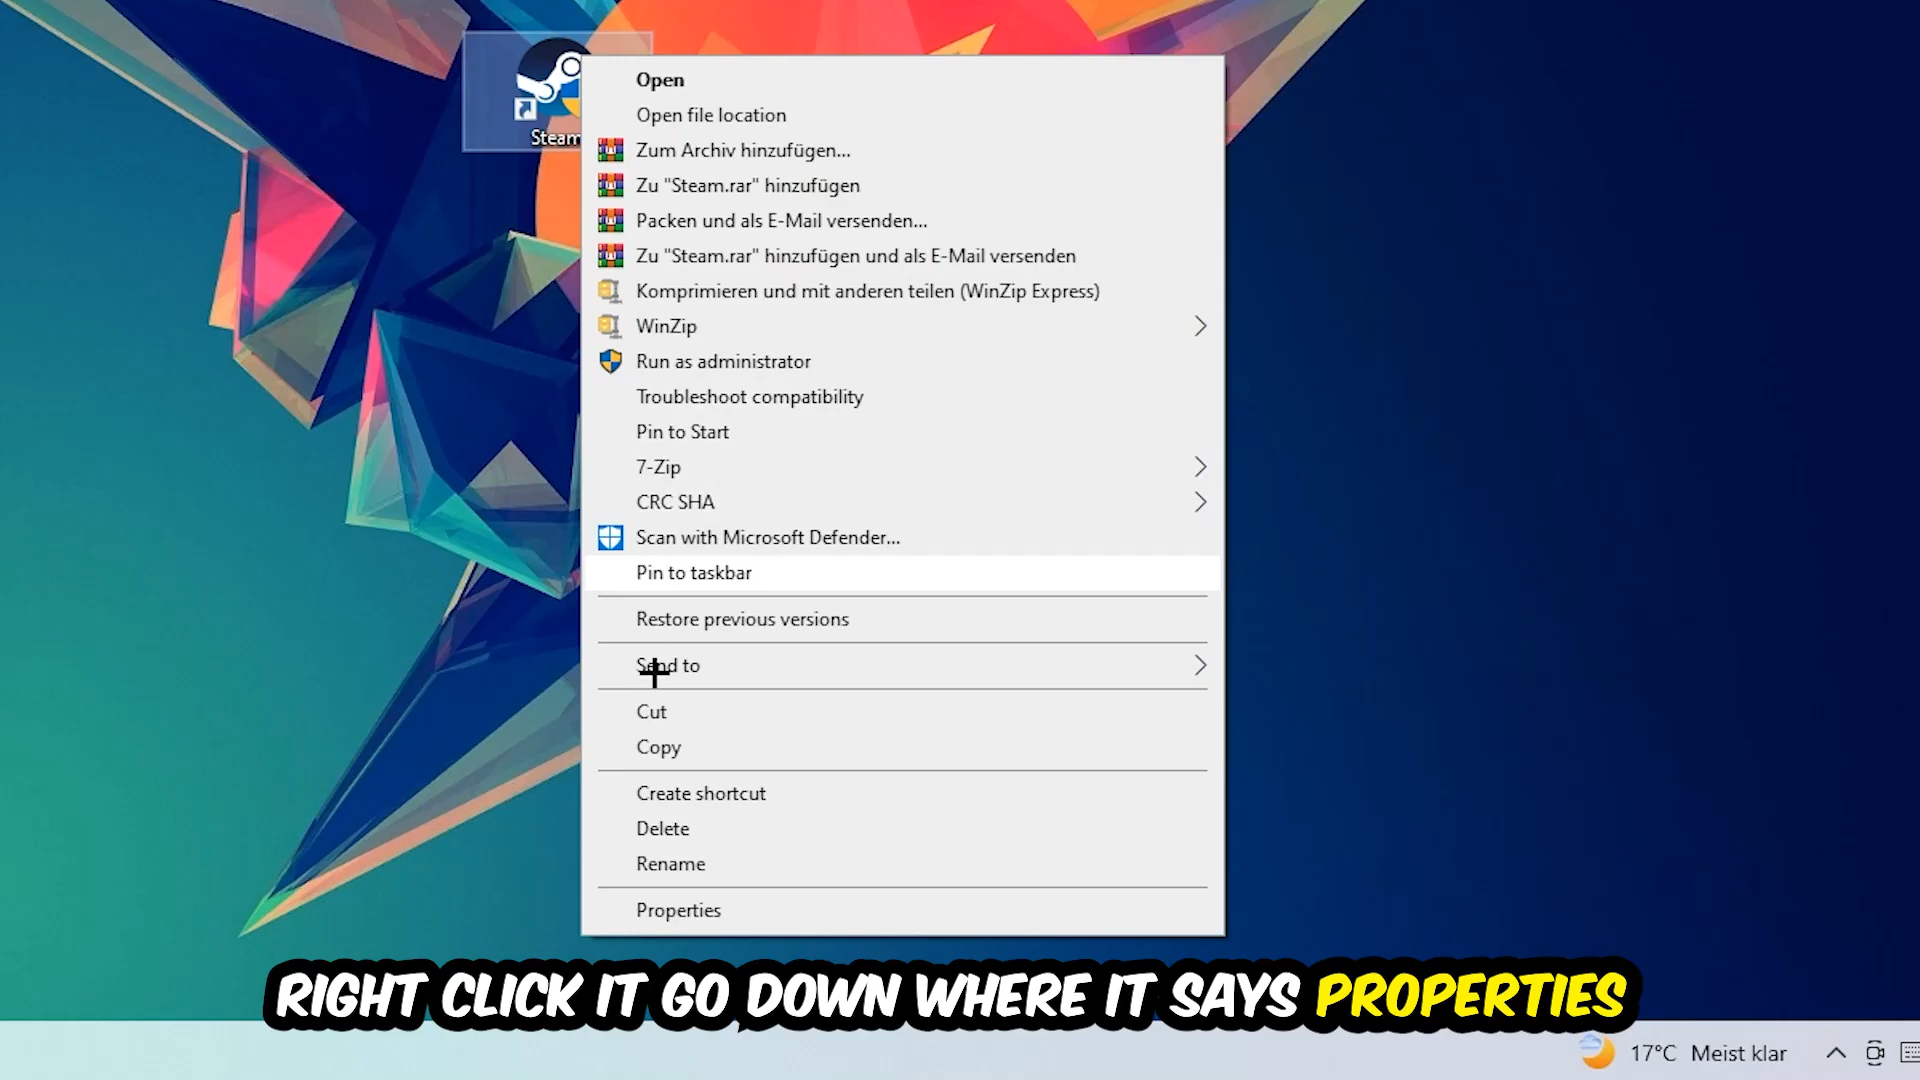 Steam
Open
Open file location
Zum Archiv hinzufügen...
Zu "Steam.rar" hinzufügen
Packen und als E-Mail versenden...
Zu "Steam.rar" hinzufügen und als E-Mail versenden
Komprimieren und mit anderen teilen (WinZip Express)
WinZip
Run as administrator
Troubleshoot compatibility
Pin to Start
7-Zip
CRC SHA
Scan with Microsoft Defender...
Pin to taskbar
Restore previous versions
Send to
Cut
Copy
Create shortcut
Delete
Rename
Properties
RIGHT CLICK IT GO DOWN WHERE IT SAYS PROPERTIES
17°C Meist klar